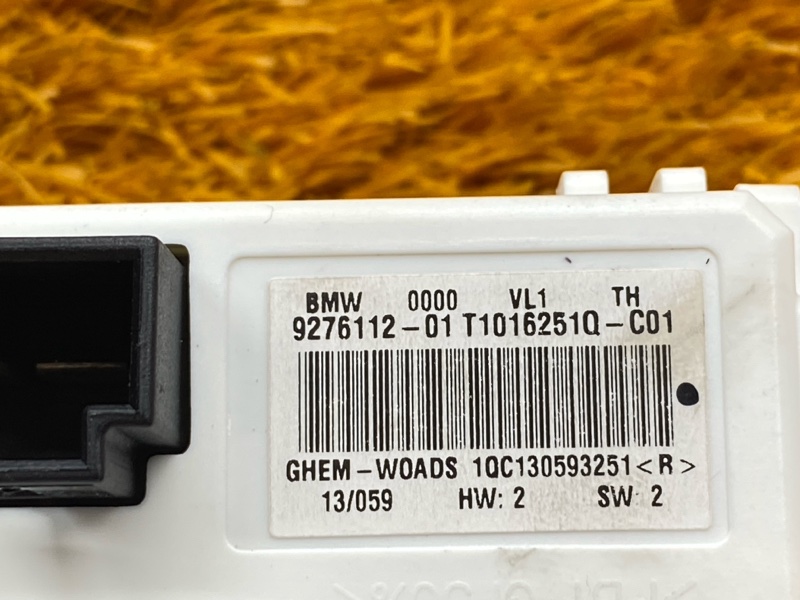 BMW 0000 VL1 TH
9276112-01 T1016251Q-C01
GHEM-WOADS 1QC130593251<R>
13/059 HW: 2 SW 2